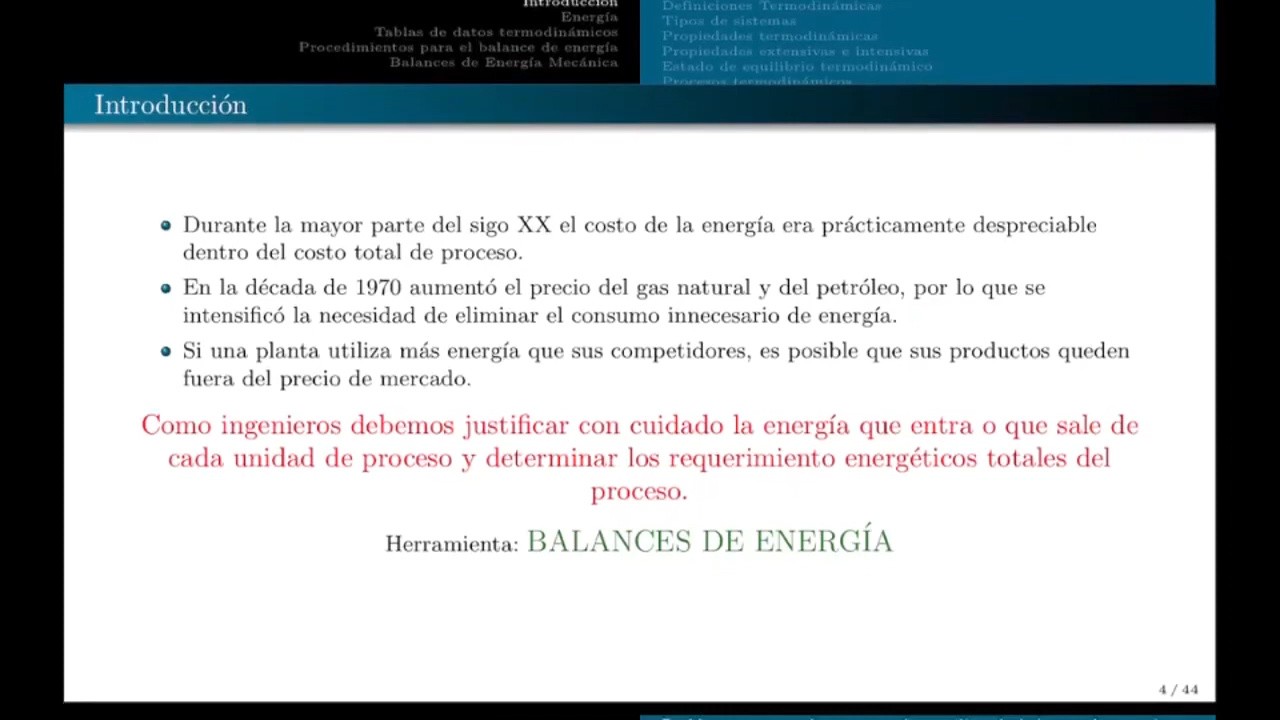 Introducción
Energía
Tablas de datos termodinámicos
Procedimientos para el balance de energía
Balances de Energía Mecánica
Definiciones Termodinámicas
Tipos de sistemas
Propiedades termodinámicas
Propiedades extensivas e intensivas
Estado de equilibrio termodinámico
Procesos termodinámicos
Introducción
Durante la mayor parte del sigo XX el costo de la energía era prácticamente despreciable
dentro del costo total de proceso.
En la década de 1970 aumentó el precio del gas natural y del petróleo, por lo que se
intensificó la necesidad de eliminar el consumo innecesario de energía.
Si una planta utiliza más energía que sus competidores, es posible que sus productos queden
fuera del precio de mercado.
Como ingenieros debemos justificar con cuidado la energía que entra o que sale de
cada unidad de proceso y determinar los requerimiento energéticos totales del
proceso.
Herramienta: BALANCES DE ENERGÍA
4 / 44